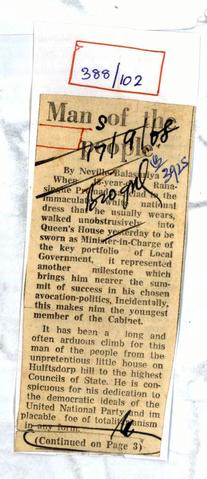 388/102
Man of the
People
By Neville Balasuriya
When -year- Rana-
singhe Premadasa clad in the
immaculate national
dress that he usually wears,
walked unobtrusively into
Queen's House yesterday to be
sworn as Minister-in-Charge of
the key portfolio of Local
Government, it represented
another milestone which
brings him nearer the sum-
mit of success in his chosen
avocation-politics, Incidentally,
this makes him the youngest
member of the Cabinet.
It has been a long and
often arduous climb for this
man of the people from the
unpretentious little house on
Hulftsdorp hill to the highest
Councils of State. He is con-
spicuous for his dedication to
the democratic ideals of the
United National Party and im
placable foe of totalitarianism
in any form.
(Continued on Page 3)